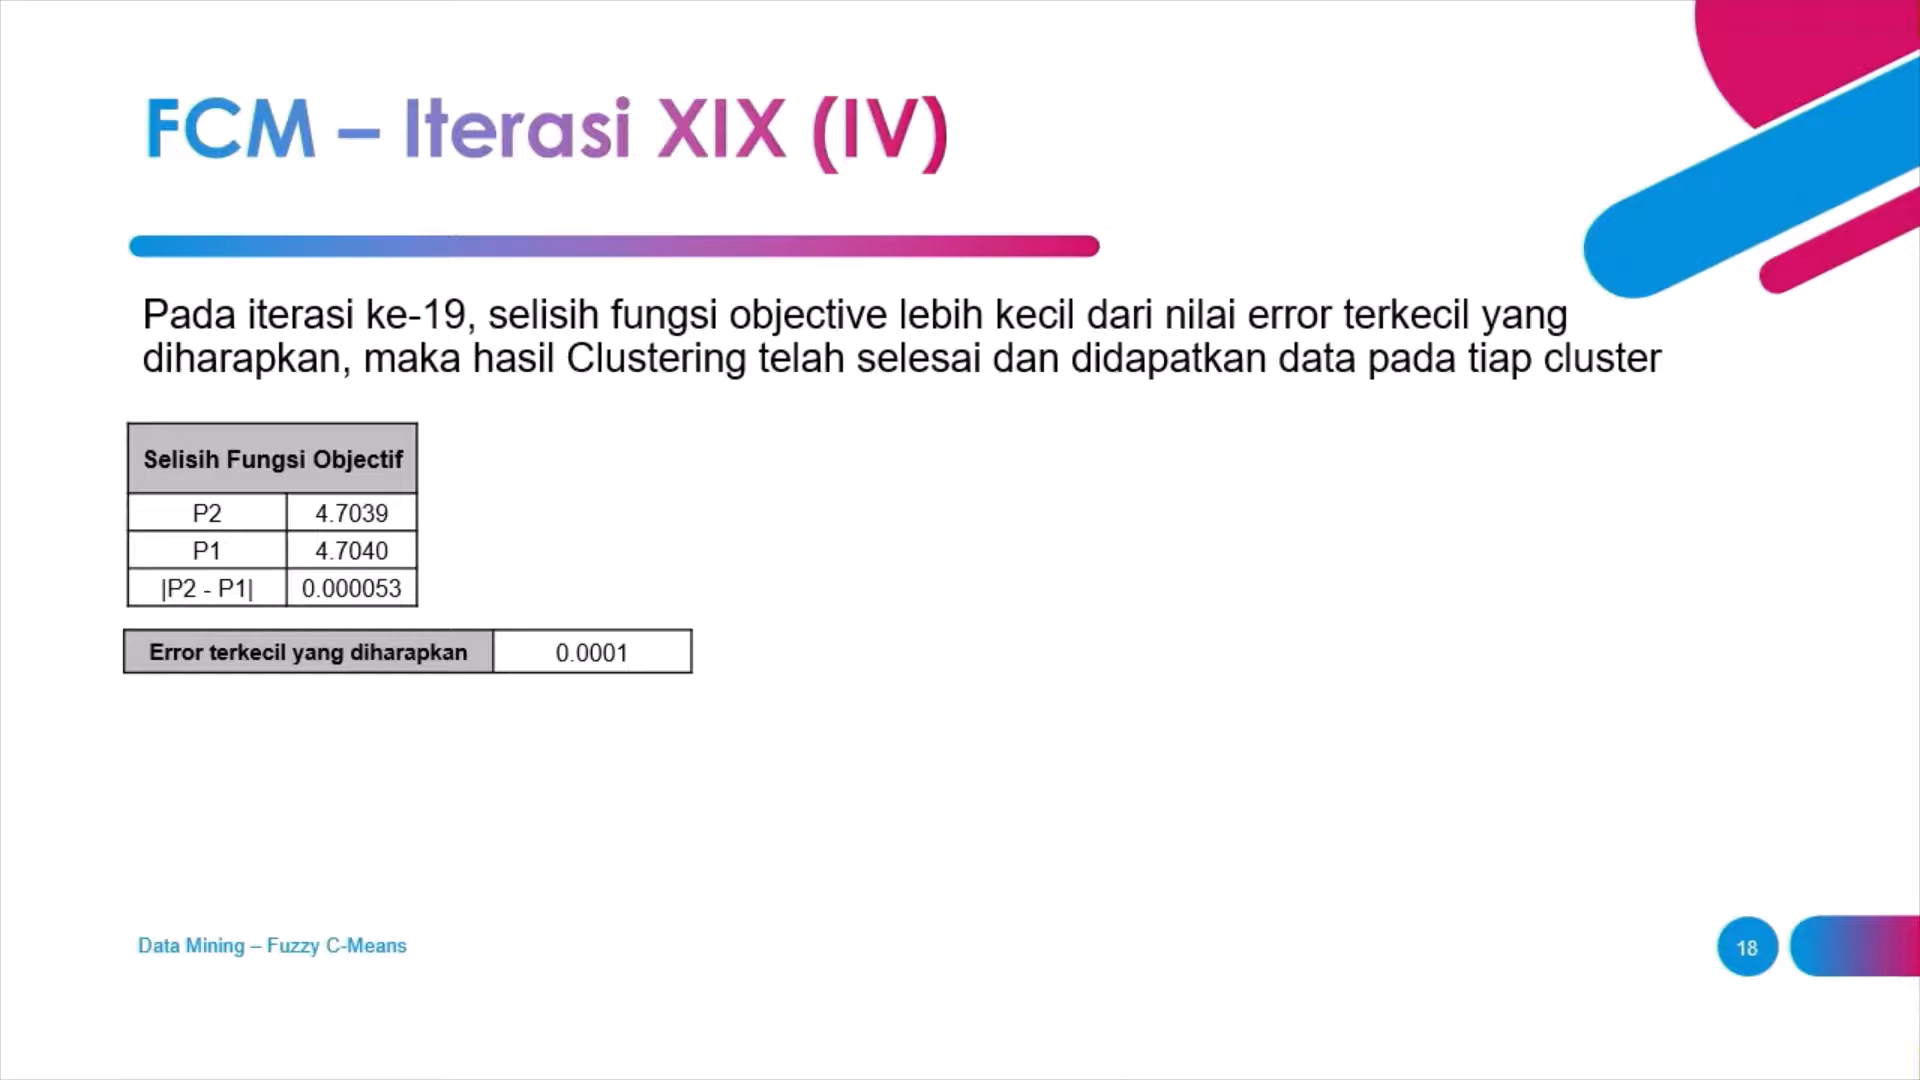 FCM – Iterasi XIX (IV)
Pada iterasi ke-19, selisih fungsi objective lebih kecil dari nilai error terkecil yang
diharapkan, maka hasil Clustering telah selesai dan didapatkan data pada tiap cluster
Selisih Fungsi Objectif
P2 4.7039
P1 4.7040
|P2 - P1| 0.000053
Error terkecil yang diharapkan 0.0001
Data Mining – Fuzzy C-Means
18